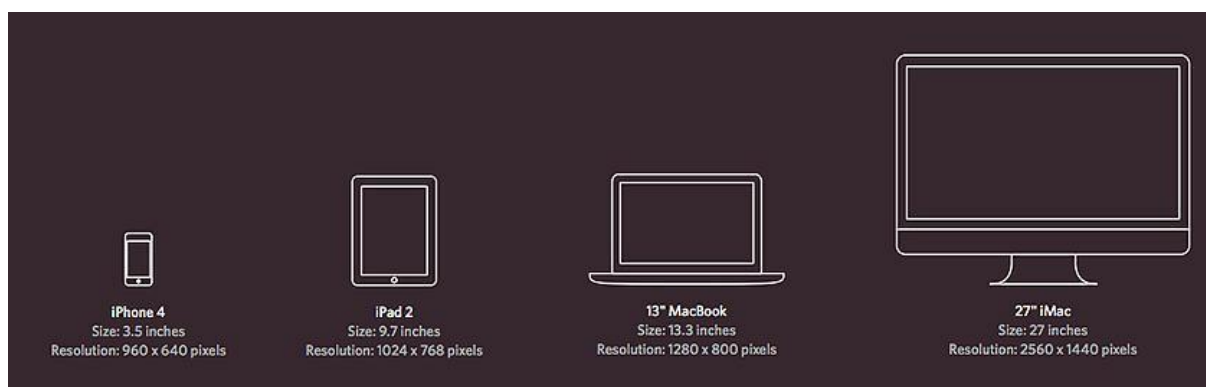 iPhone 4
Size: 3.5 inches
Resolution: 960 x 640 pixels
iPad 2
Size: 9.7 inches
Resolution: 1024 x 768 pixels
13" MacBook
Size: 13.3 inches
Resolution: 1280 x 800 pixels
27" iMac
Size: 27 inches
Resolution: 2560 x 1440 pixels